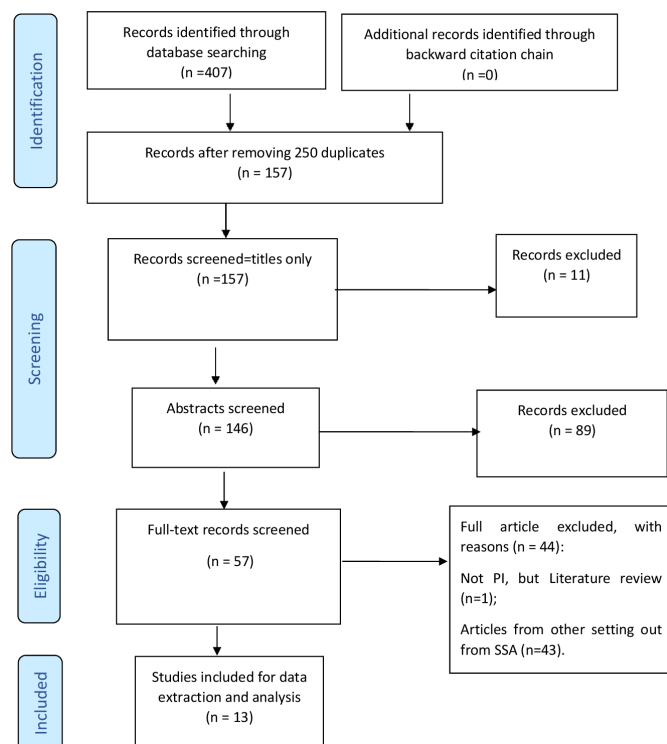 Identification
Records identified through
database searching
(n =407)
Additional records identified through
backward citation chain
(n =0)
Records after removing 250 duplicates
(n = 157)
Screening
Records screened=titles only
(n =157)
Records excluded
(n = 11)
Abstracts screened
(n = 146)
Records excluded
(n = 89)
Eligibility
Full-text records screened
(n = 57)
Full article excluded, with
reasons (n = 44):
Not PI, but Literature review
(n=1);
Articles from other setting out
from SSA (n=43).
Included
Studies included for data
extraction and analysis
(n = 13)